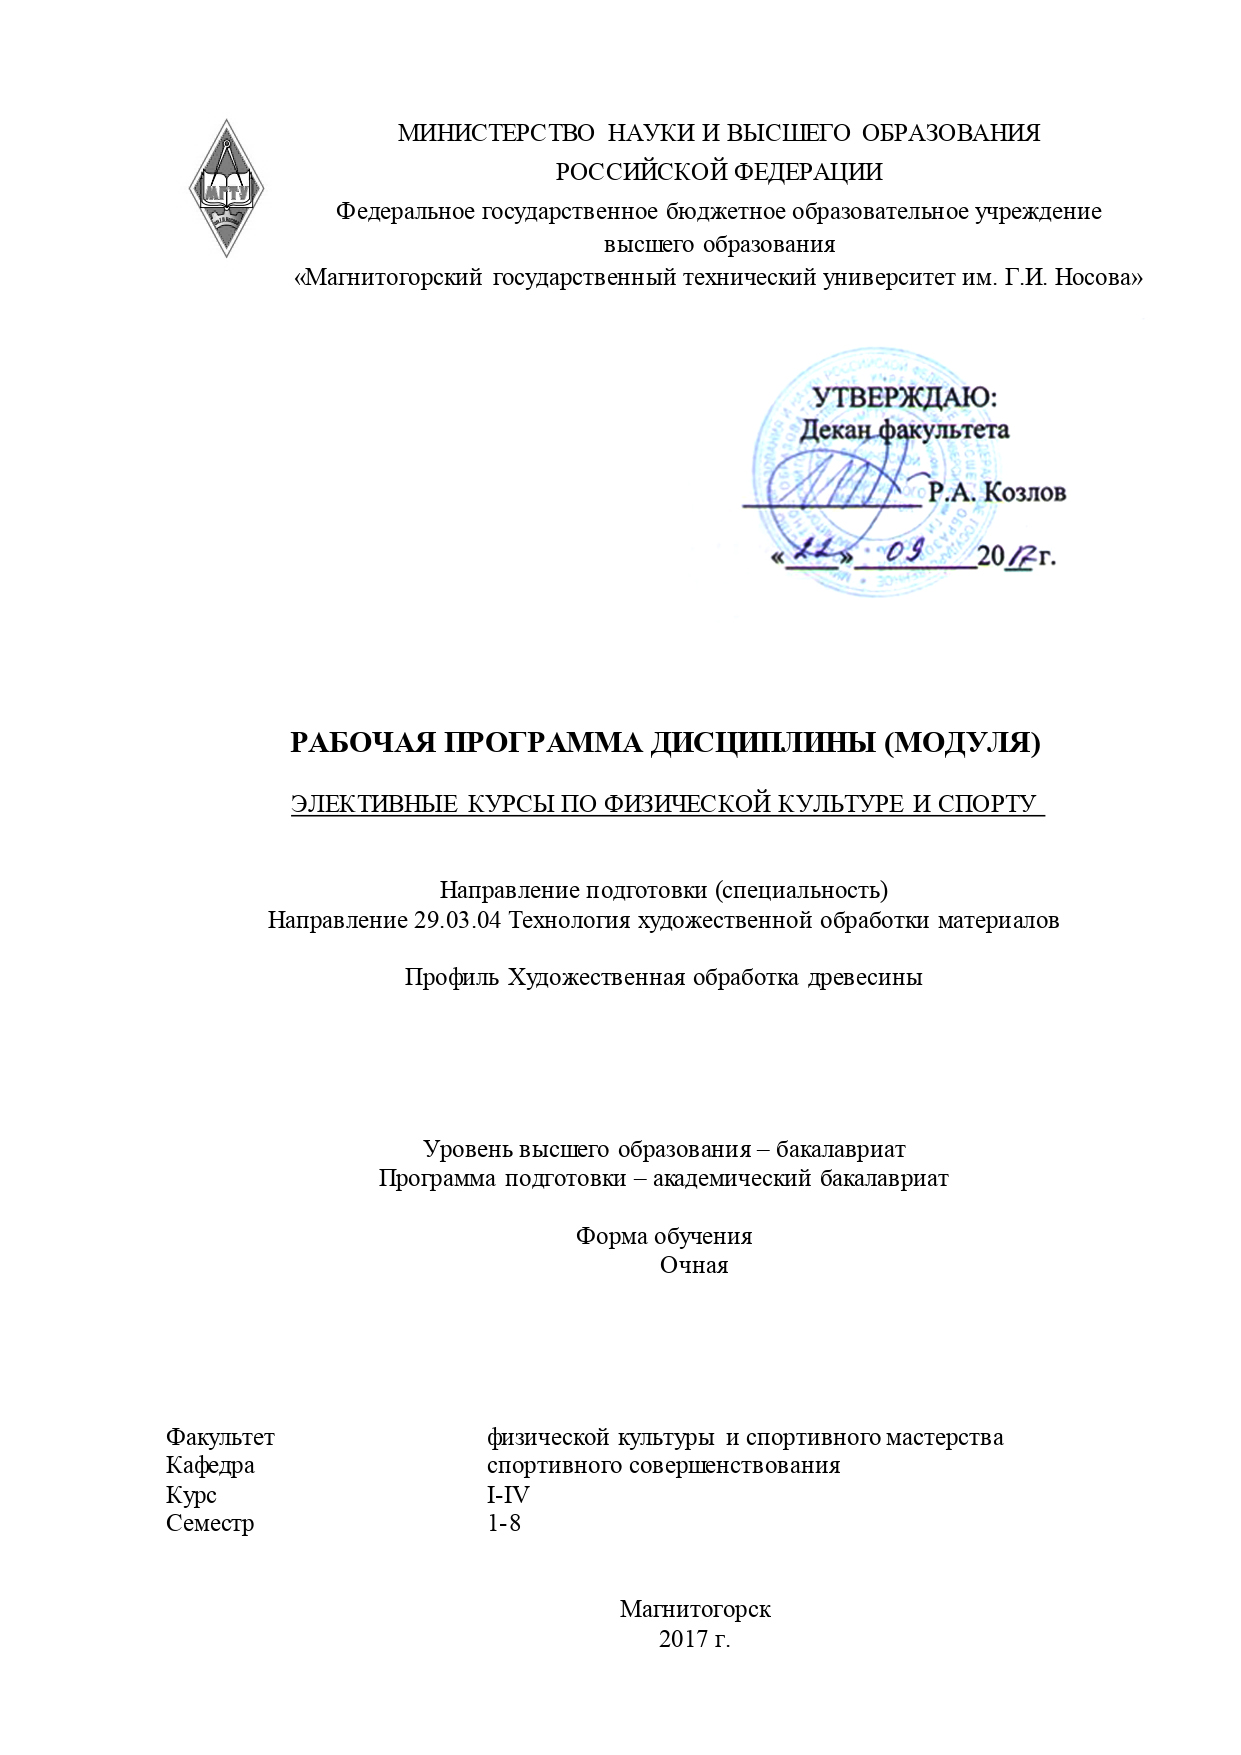 МИНИСТЕРСТВО НАУКИ И ВЫСШЕГО ОБРАЗОВАНИЯ
РОССИЙСКОЙ ФЕДЕРАЦИИ
Федеральное государственное бюджетное образовательное учреждение
высшего образования
«Магнитогорский государственный технический университет им. Г.И. Носова»
МГТУ
УТВЕРЖДАЮ:
Декан факультета
Р.А. Козлов
«22» 09 2017 г.
РАБОЧАЯ ПРОГРАММА ДИСЦИПЛИНЫ (МОДУЛЯ)
ЭЛЕКТИВНЫЕ КУРСЫ ПО ФИЗИЧЕСКОЙ КУЛЬТУРЕ И СПОРТУ
Направление подготовки (специальность)
Направление 29.03.04 Технология художественной обработки материалов
Профиль Художественная обработка древесины
Уровень высшего образования – бакалавриат
Программа подготовки – академический бакалавриат
Форма обучения
Очная
Факультет физической культуры и спортивного мастерства
Кафедра спортивного совершенствования
Курс I-IV
Семестр 1-8
Магнитогорск
2017 г.